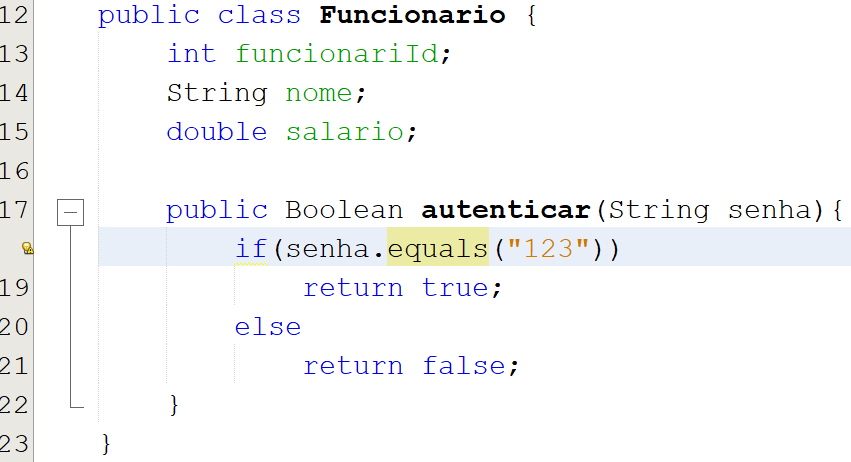 12 public class Funcionario {
13 int funcionariId;
14 String nome;
15 double salario;
16
17 public Boolean autenticar(String senha){
if(senha.equals("123"))
19 return true;
20 else
21 return false;
22 }
23 }